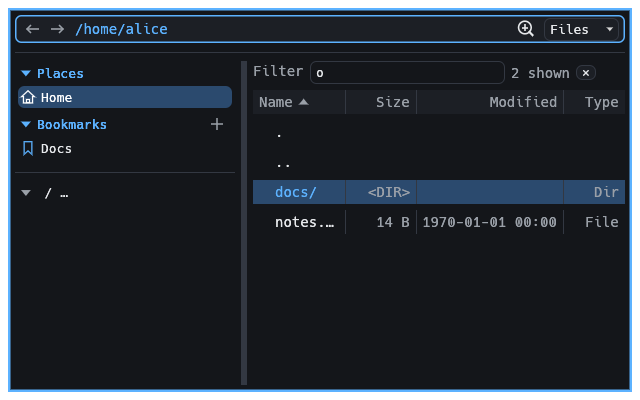 /home/alice Files
Places
Home
Bookmarks
Docs
/ …
Filter o 2 shown
Name Size Modified Type
.
..
docs/ <DIR> Dir
notes.… 14 B 1970-01-01 00:00 File